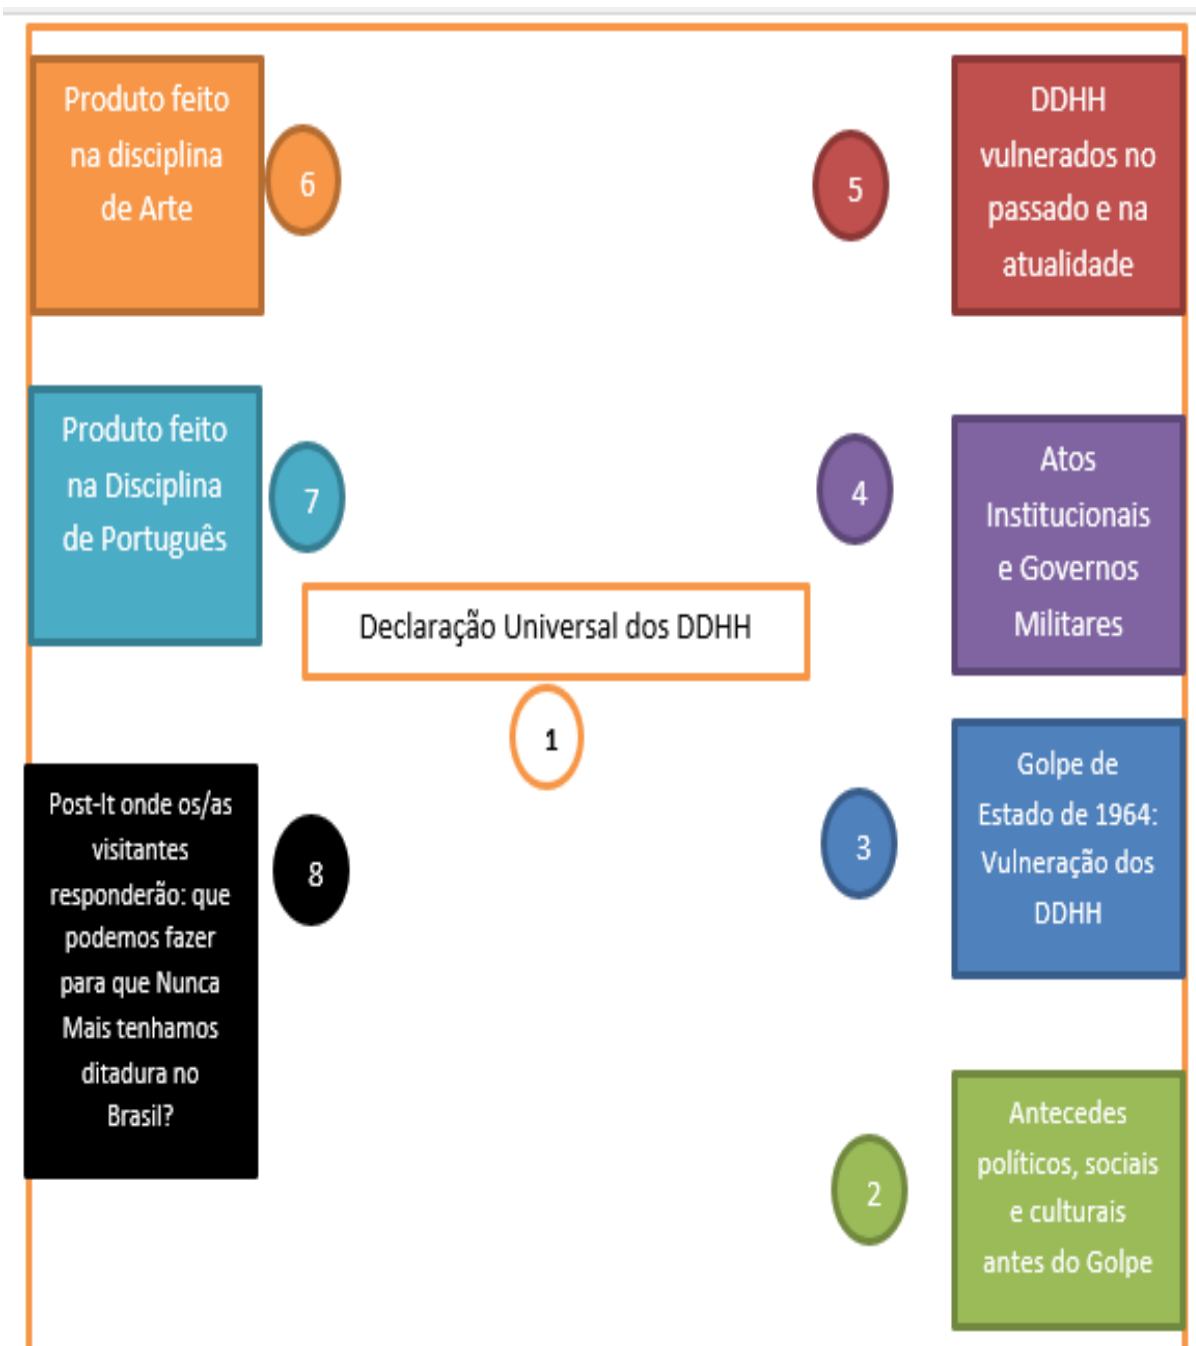 Produto feito
na disciplina
de Arte
6
5
DDHH
vulnerados no
passado e na
atualidade
Produto feito
na Disciplina
de Português
7
4
Atos
Institucionais
e Governos
Militares
Declaração Universal dos DDHH
1
Golpe de
Estado de 1964:
Vulneração dos
DDHH
3
Post-It onde os/as
visitantes
responderão: que
podemos fazer
para que Nunca
Mais tenhamos
ditadura no
Brasil?
8
2
Antecedes
políticos, sociais
e culturais
antes do Golpe